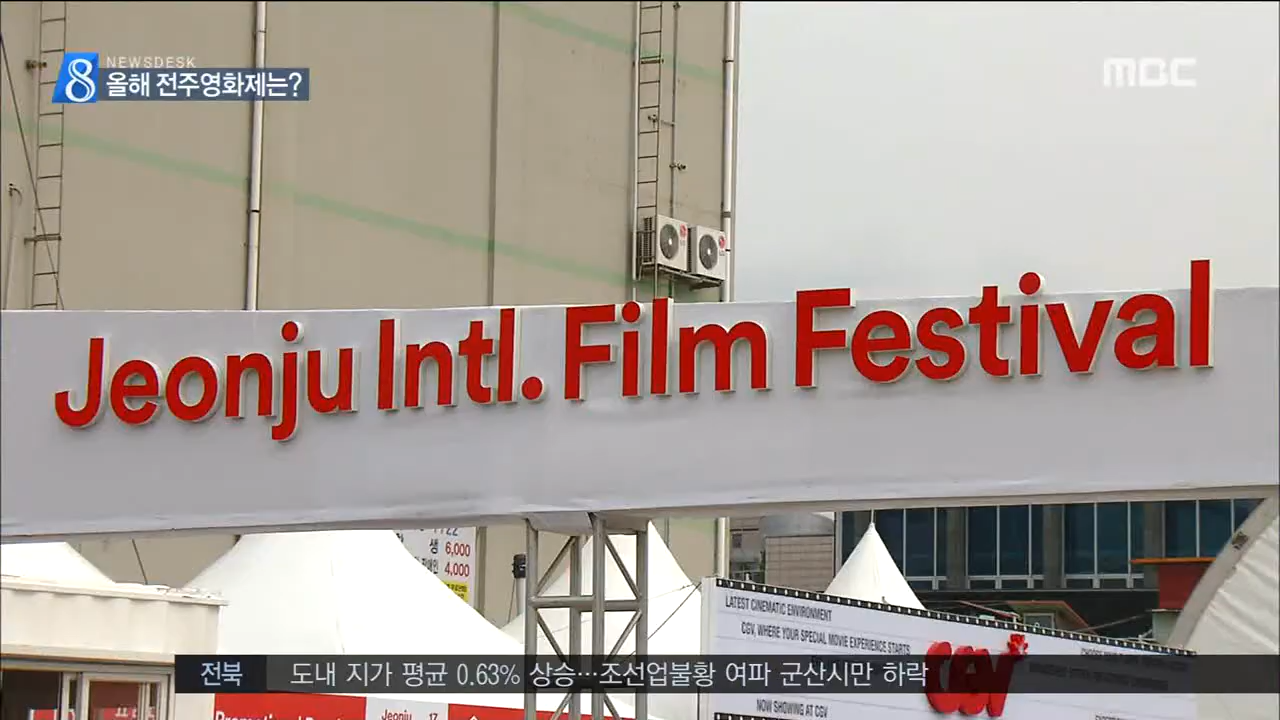 NEWSDESK
8 올해 전주영화제는?
MBC
Jeonju Intl. Film Festival
생 6,000
4,000
LATEST CINEMATIC ENVIRONMENT
CGV, WHERE YOUR SPECIAL MOVIE EXPERIENCE STARTS
CGV
NOW SHOWING AT CGV
전북 도내 지가 평균 0.63% 상승...조선업불황 여파 군산시만 하락
Promotional
Jeonju
17